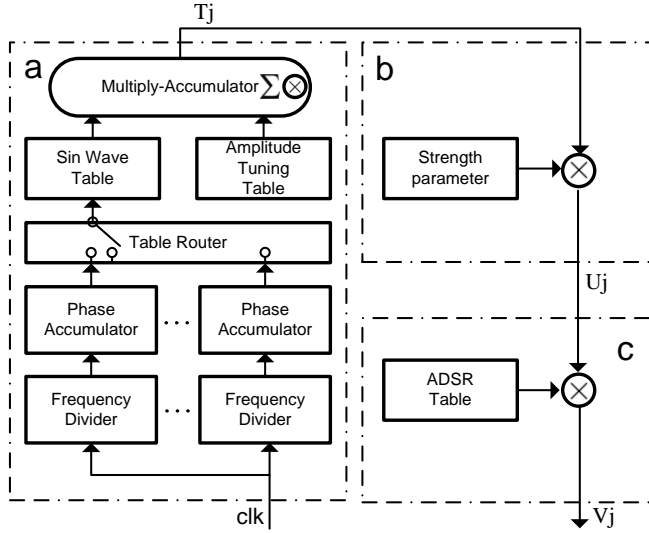 Tj
a
b
Multiply-Accumulator ∑
Sin Wave
Table
Amplitude
Tuning
Table
Strength
parameter
Table Router
Uj
Phase
Accumulator
...
Phase
Accumulator
c
ADSR
Table
Frequency
Divider
...
Frequency
Divider
clk
Vj